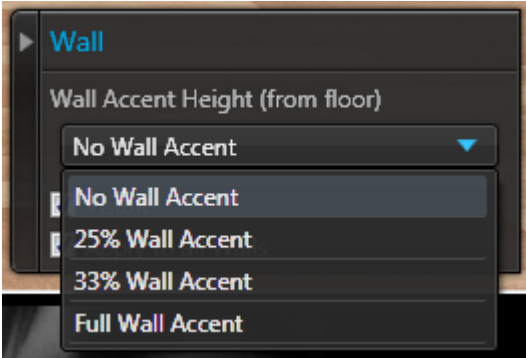 Wall
Wall Accent Height (from floor)
No Wall Accent
No Wall Accent
25% Wall Accent
33% Wall Accent
Full Wall Accent